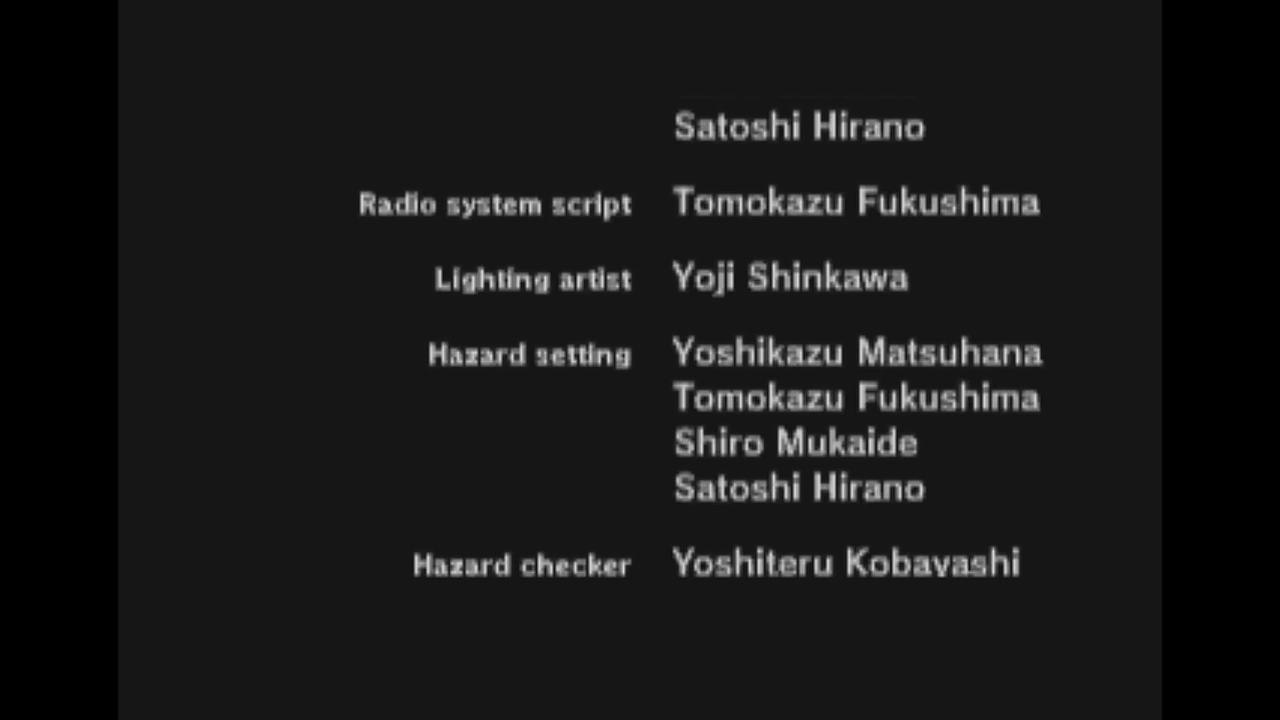 Satoshi Hirano
Radio system script Tomokazu Fukushima
Lighting artist Yoji Shinkawa
Hazard setting Yoshikazu Matsuhana
Tomokazu Fukushima
Shiro Mukaide
Satoshi Hirano
Hazard checker Yoshiteru Kobayashi